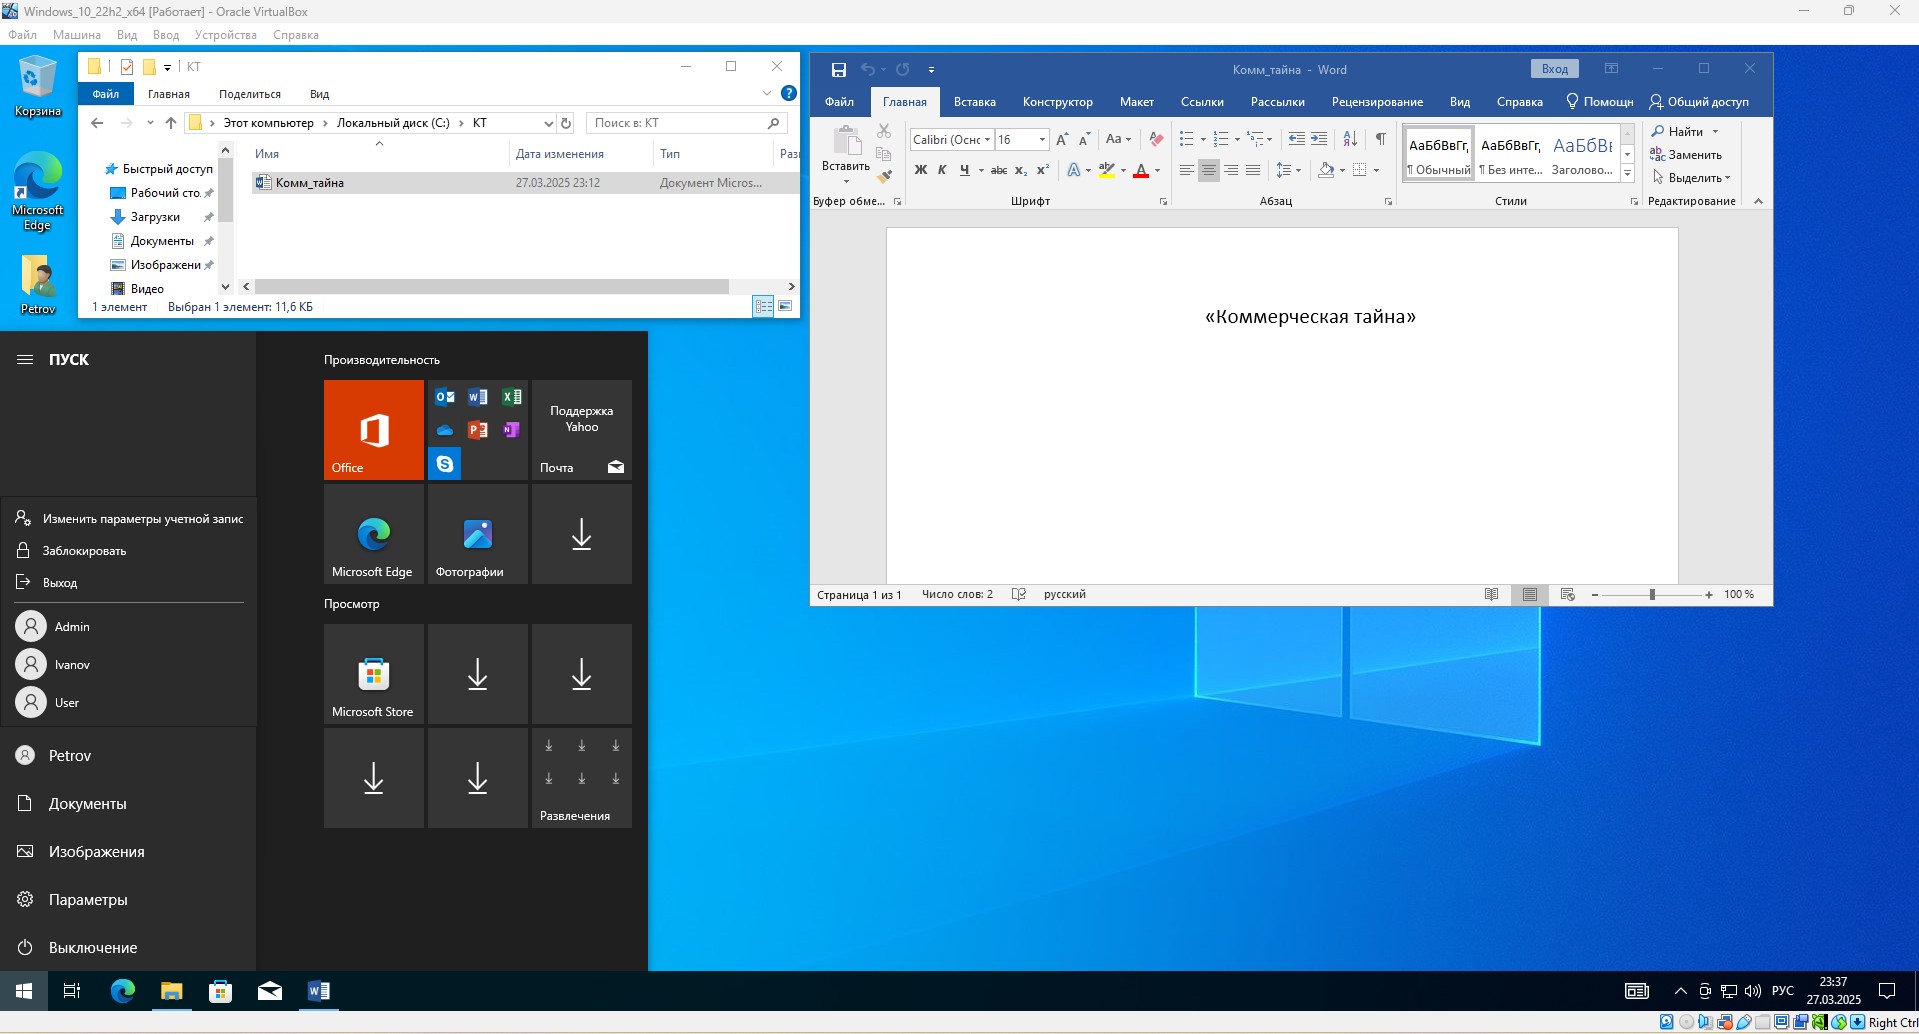 Windows_10_22h2_x64 [Работает] - Oracle VirtualBox
Файл Машина Вид Ввод Устройства Справка
Корзина
Microsoft Edge
Petrov
КТ
Файл Главная Поделиться Вид
Этот компьютер Локальный диск (C:) КТ
Поиск в: КТ
Имя Дата изменения Тип Разм
Быстрый доступ
Рабочий сто.
Загрузки
Документы
Изображени
Видео
Комм_тайна 27.03.2025 23:12 Документ Micros...
1 элемент Выбран 1 элемент: 11,6 КБ
Комм_тайна - Word
Вход
Файл Главная Вставка Конструктор Макет Ссылки Рассылки Рецензирование Вид Справка Помощн Общий доступ
Вставить
Буфер обме...
Calibri (Оснс 16
Aa
Ж К Ч abc x₂ x²
Шрифт
Абзац
АаБбВвГг, АаБбВвГг, АаБбВı
¶ Обычный ¶ Без инте... Заголово...
Стили
Найти
Заменить
Выделить
Редактирование
«Коммерческая тайна»
Страница 1 из 1 Число слов: 2 русский 100 %
ПУСК
Изменить параметры учетной запис
Заблокировать
Выход
Admin
Ivanov
User
Petrov
Документы
Изображения
Параметры
Выключение
Производительность
Office
Поддержка Yahoo
Почта
Microsoft Edge
Фотографии
Просмотр
Microsoft Store
Развлечения
РУС
23:37
27.03.2025
Right Ctrl